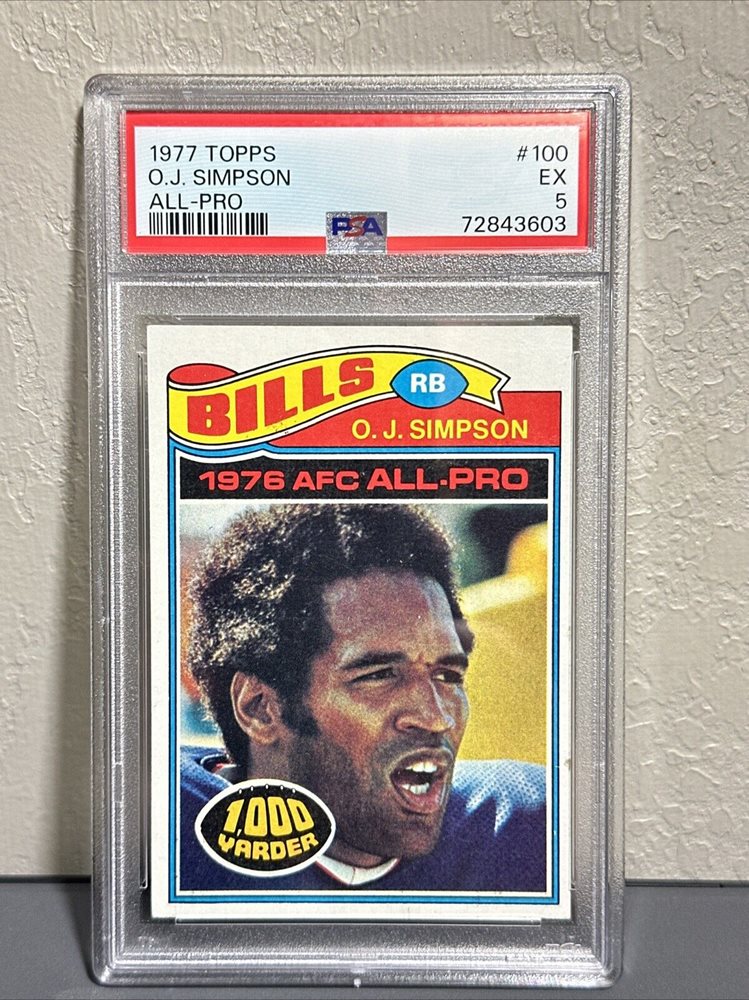 1977 TOPPS #100
O.J. SIMPSON EX
ALL-PRO 5
PSA 72843603
BILLS RB
O. J. SIMPSON
1976 AFC ALL-PRO
1,000
YARDER